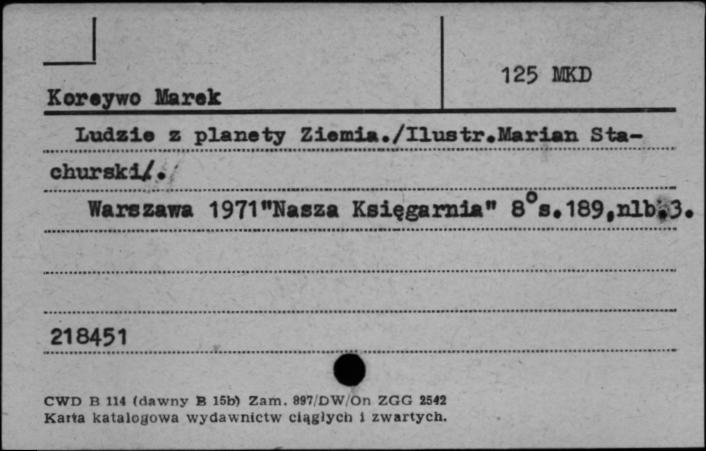 125 MKD
Koreywo Marek
Ludzie z planety Ziemia./Ilustr.Marian Sta-
churski/.
Warszawa 1971"Nasza Księgarnia" 8°s.189,nlb.3.
218451
CWD B 114 (dawny B 15b) Zam. 897/DW/On ZGG 2542
Karta katalogowa wydawnictw ciągłych i zwartych.